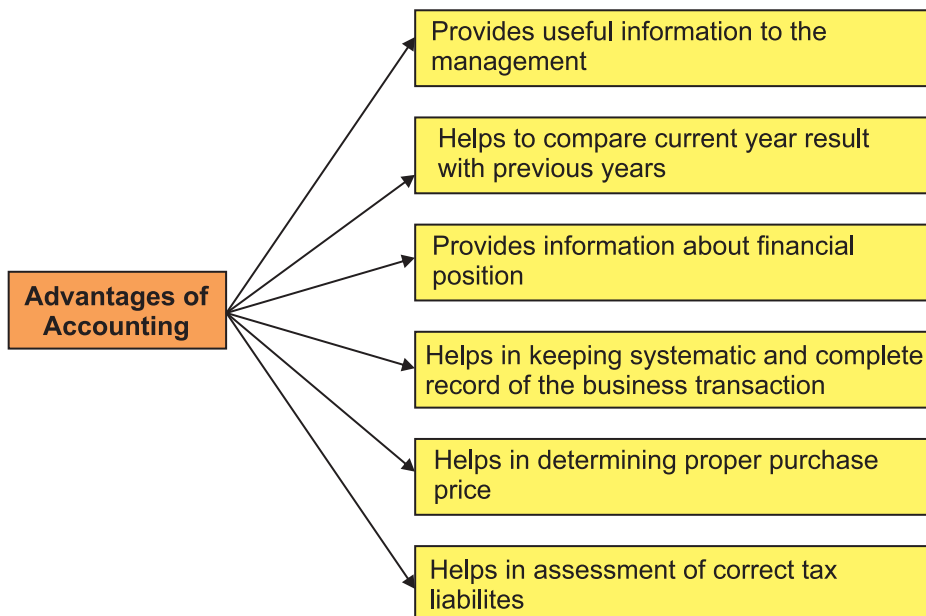 Provides useful information to the
management
Helps to compare current year result
with previous years
Provides information about financial
position
Advantages of
Accounting
Helps in keeping systematic and complete
record of the business transaction
Helps in determining proper purchase
price
Helps in assessment of correct tax
liabilites